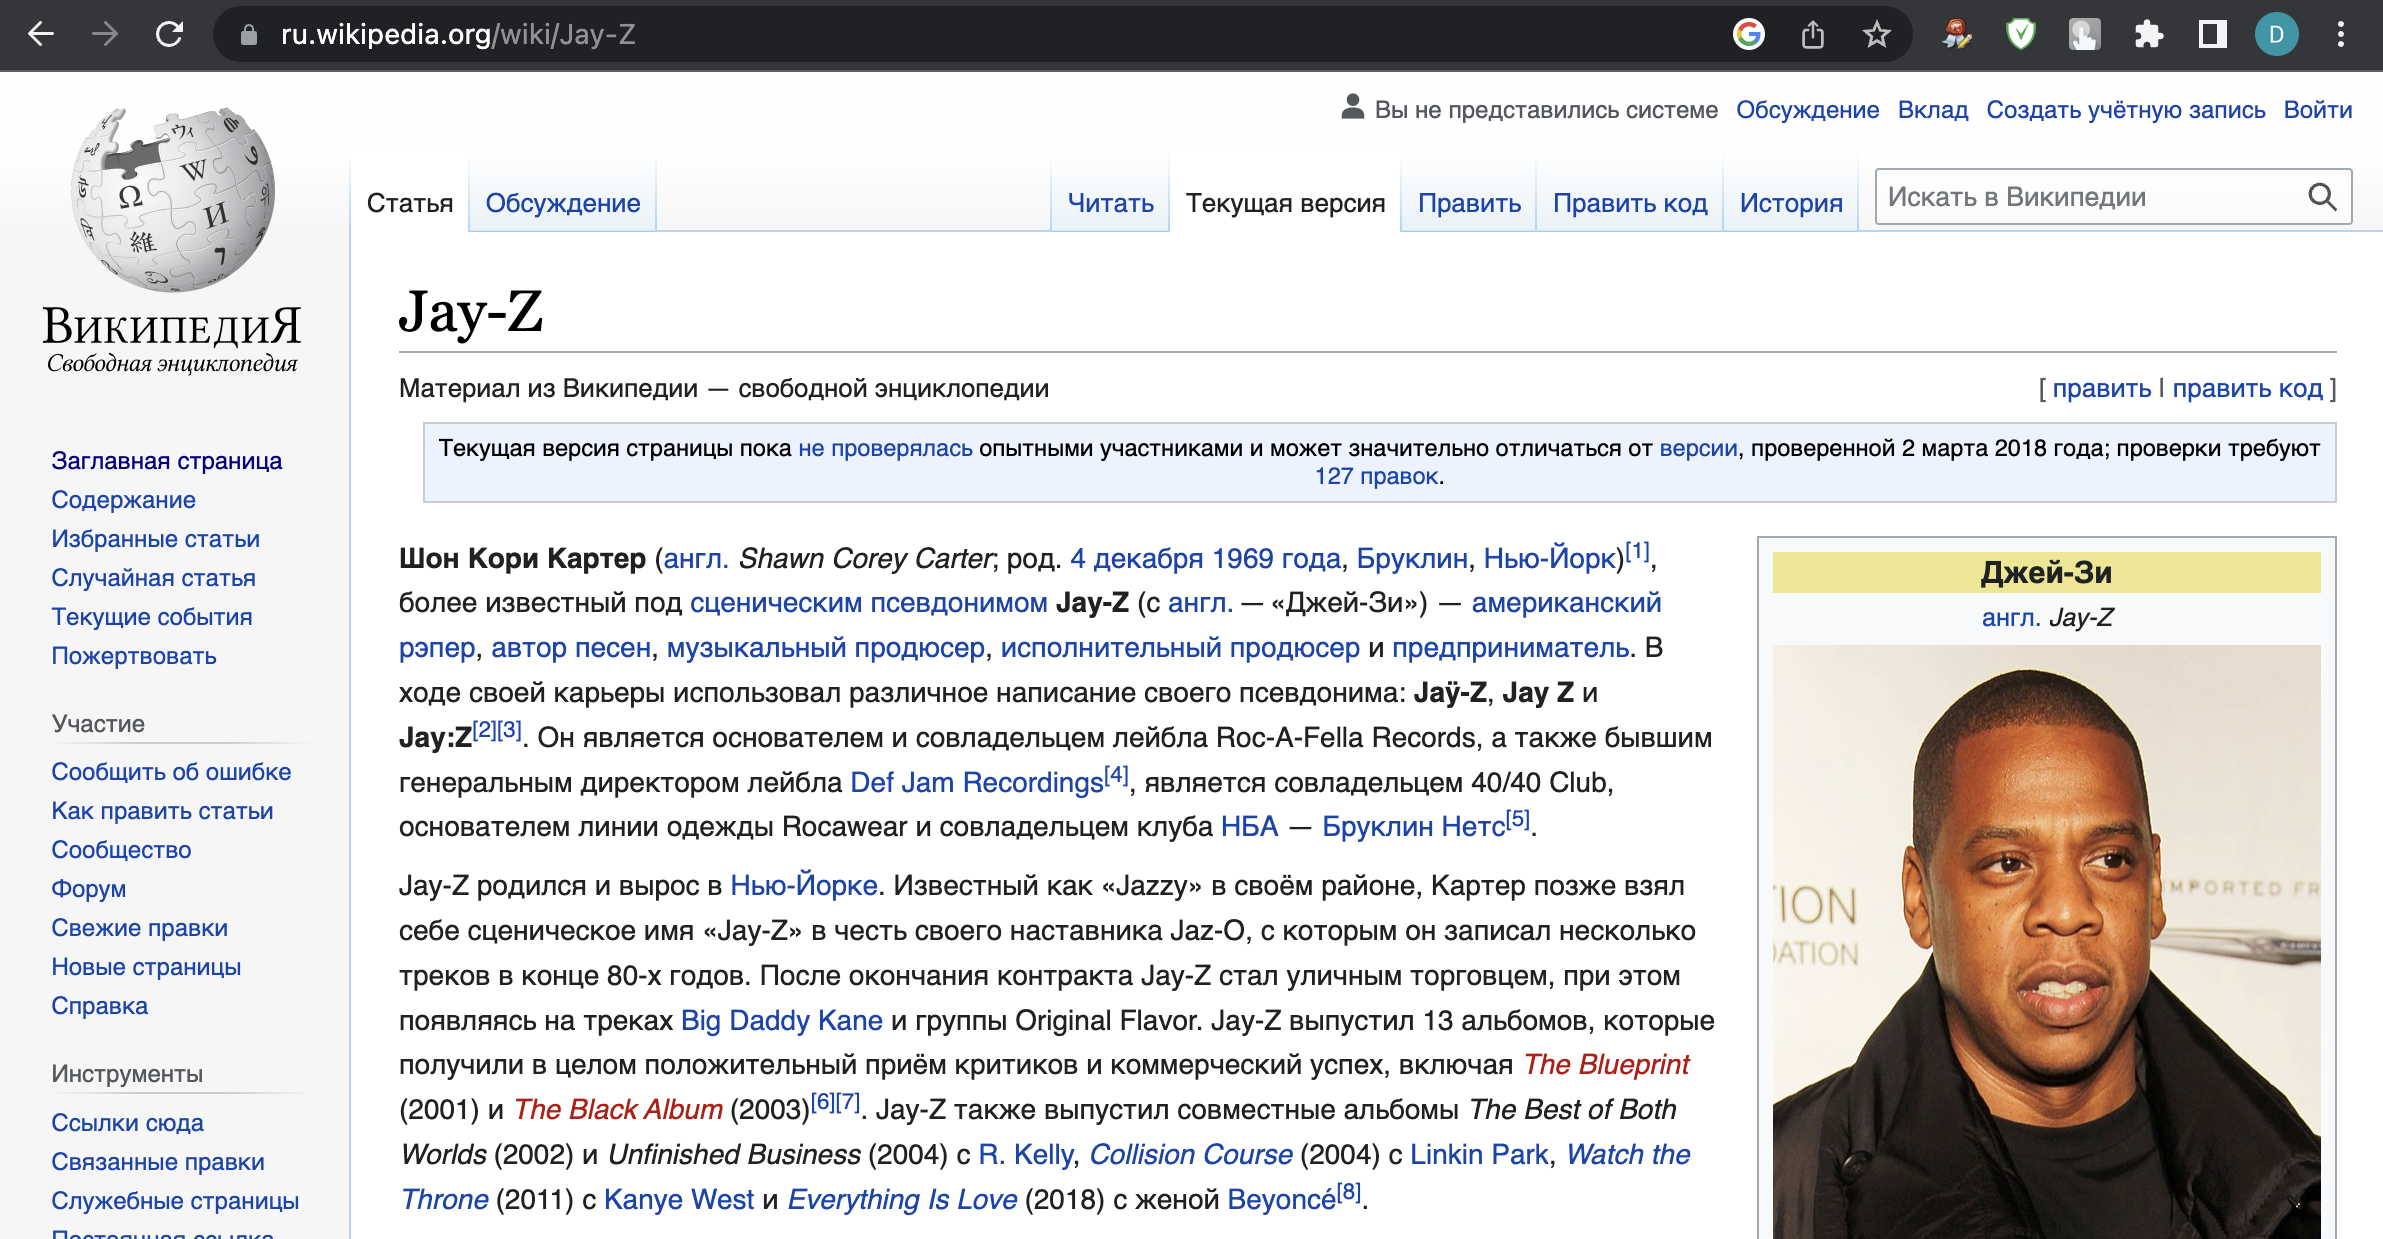 ru.wikipedia.org/wiki/Jay-Z
D
Вы не представились системе Обсуждение Вклад Создать учётную запись Войти
Ω W И 維 ウィ 7
ВИКИПЕДИЯ
Свободная энциклопедия
Статья Обсуждение Читать Текущая версия Править Править код История Искать в Википедии
Jay-Z
Материал из Википедии — свободной энциклопедии [ править | править код ]
Текущая версия страницы пока не проверялась опытными участниками и может значительно отличаться от версии, проверенной 2 марта 2018 года; проверки требуют
127 правок.
Заглавная страница
Содержание
Избранные статьи
Случайная статья
Текущие события
Пожертвовать
Участие
Сообщить об ошибке
Как править статьи
Сообщество
Форум
Свежие правки
Новые страницы
Справка
Инструменты
Ссылки сюда
Связанные правки
Служебные страницы
Постоянная ссылка
Шон Кори Картер (англ. Shawn Corey Carter; род. 4 декабря 1969 года, Бруклин, Нью-Йорк)[1],
более известный под сценическим псевдонимом Jay-Z (с англ. — «Джей-Зи») — американский
рэпер, автор песен, музыкальный продюсер, исполнительный продюсер и предприниматель. В
ходе своей карьеры использовал различное написание своего псевдонима: Jaÿ-Z, Jay Z и
Jay:Z[2][3]. Он является основателем и совладельцем лейбла Roc-A-Fella Records, а также бывшим
генеральным директором лейбла Def Jam Recordings[4], является совладельцем 40/40 Club,
основателем линии одежды Rocawear и совладельцем клуба НБА — Бруклин Нетс[5].
Jay-Z родился и вырос в Нью-Йорке. Известный как «Jazzy» в своём районе, Картер позже взял
себе сценическое имя «Jay-Z» в честь своего наставника Jaz-O, с которым он записал несколько
треков в конце 80-х годов. После окончания контракта Jay-Z стал уличным торговцем, при этом
появляясь на треках Big Daddy Kane и группы Original Flavor. Jay-Z выпустил 13 альбомов, которые
получили в целом положительный приём критиков и коммерческий успех, включая The Blueprint
(2001) и The Black Album (2003)[6][7]. Jay-Z также выпустил совместные альбомы The Best of Both
Worlds (2002) и Unfinished Business (2004) с R. Kelly, Collision Course (2004) с Linkin Park, Watch the
Throne (2011) с Kanye West и Everything Is Love (2018) с женой Beyoncé[8].
Джей-Зи
англ. Jay-Z
TION
DATION
IMPORTED FR